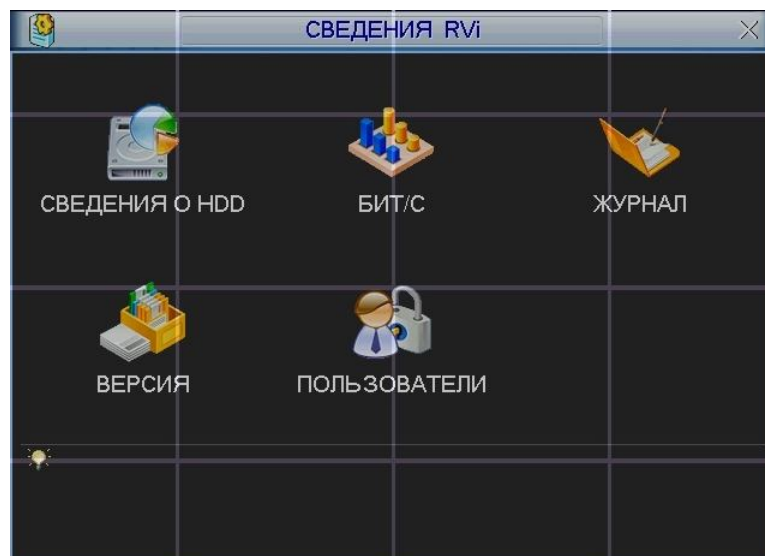 СВЕДЕНИЯ RVi
СВЕДЕНИЯ О HDD
БИТ/С
ЖУРНАЛ
ВЕРСИЯ
ПОЛЬЗОВАТЕЛИ